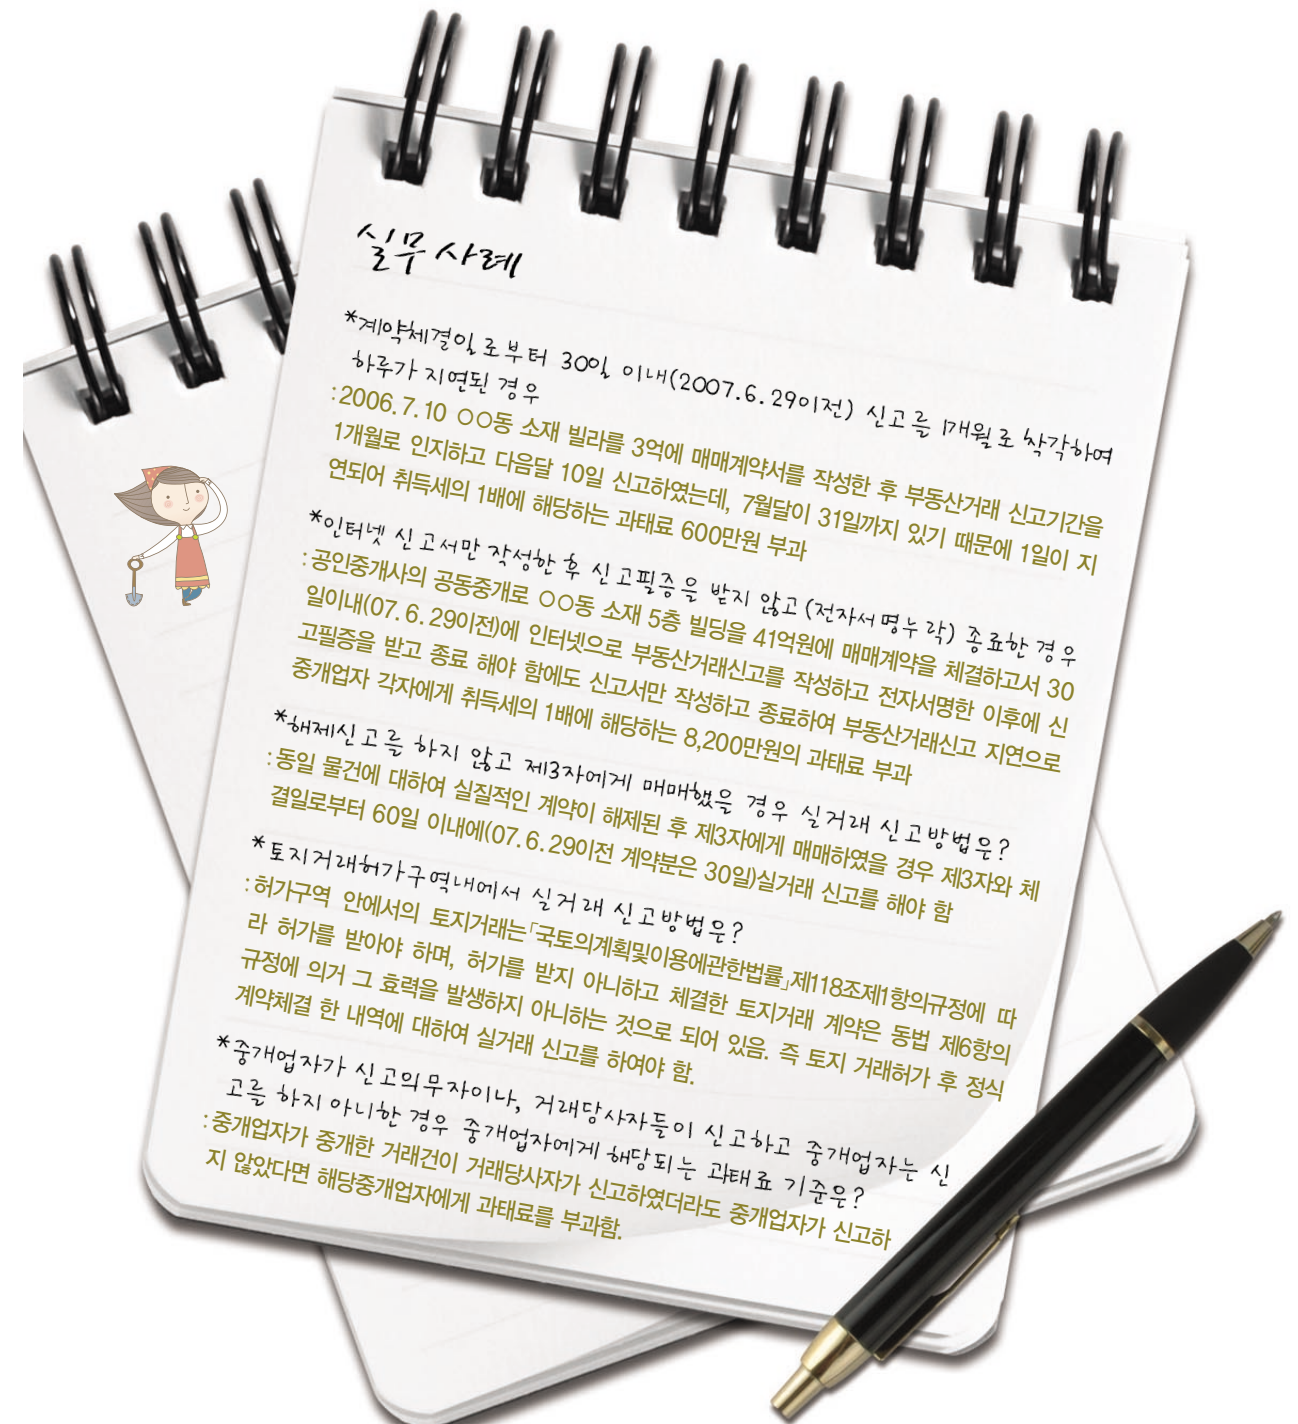 실무사례
*계약체결일로부터 30일 이내(2007.6.29이전) 신고를 1개월로 착각하여
하루가 지연된 경우
:2006.7.10 ○○동 소재 빌라를 3억에 매매계약서를 작성한 후 부동산거래 신고기간을
1개월로 인지하고 다음달 10일 신고하였는데, 7월달이 31일까지 있기 때문에 1일이 지
연되어 취득세의 1배에 해당하는 과태료 600만원 부과
*인터넷 신고서만 작성한 후 신고필증을 받지 않고(전자서명누락) 종료한 경우
:공인중개사의 공동중개로 ○○동 소재 5층 빌딩을 41억원에 매매계약을 체결하고서 30
일이내(07.6.29이전)에 인터넷으로 부동산거래신고를 작성하고 전자서명한 이후에 신
고필증을 받고 종료 해야 함에도 신고서만 작성하고 종료하여 부동산거래신고 지연으로
중개업자 각자에게 취득세의 1배에 해당하는 8,200만원의 과태료 부과
*해제신고를 하지 않고 제3자에게 매매했을 경우 실거래 신고방법은?
:동일 물건에 대하여 실질적인 계약이 해제된 후 제3자에게 매매하였을 경우 제3자와 체
결일로부터 60일 이내에(07.6.29이전 계약분은 30일)실거래 신고를 해야 함
*토지거래허가구역내에서 실거래 신고방법은?
:허가구역 안에서의 토지거래는「국토의계획및이용에관한법률」제118조제1항의규정에 따
라 허가를 받아야 하며, 허가를 받지 아니하고 체결한 토지거래 계약은 동법 제6항의
규정에 의거 그 효력을 발생하지 아니하는 것으로 되어 있음. 즉 토지 거래허가 후 정식
계약체결 한 내역에 대하여 실거래 신고를 하여야 함.
*중개업자가 신고의무자이나, 거래당사자들이 신고하고 중개업자는 신
고를 하지 아니한 경우 중개업자에게 해당되는 과태료 기준은?
:중개업자가 중개한 거래건이 거래당사자가 신고하였더라도 중개업자가 신고하
지 않았다면 해당중개업자에게 과태료를 부과함.